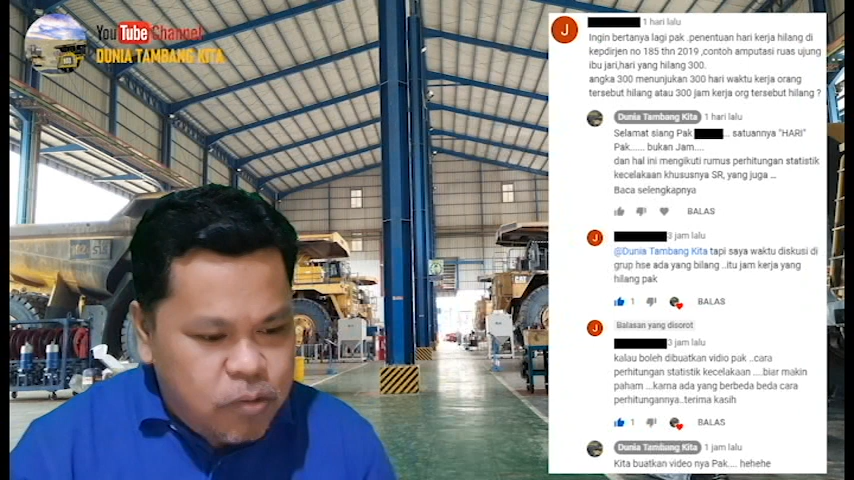 YouTube Channel
DUNIA TAMBANG KITA
J
1 hari lalu
Ingin bertanya lagi pak .penentuan hari kerja hilang di
kepdirjen no 185 thn 2019 ,contoh amputasi ruas ujung
ibu jari,hari yang hilang 300.
angka 300 menunjukan 300 hari waktu kerja orang
tersebut hilang atau 300 jam kerja org tersebut hilang ?
Dunia Tambang Kita 1 hari lalu
Selamat siang Pak ... satuannya "HARI"
Pak...... bukan Jam....
dan hal ini mengikuti rumus perhitungan statistik
kecelakaan khususnya SR, yang juga ...
Baca selengkapnya
BALAS
J
3 jam lalu
@Dunia Tambang Kita tapi saya waktu diskusi di
grup hse ada yang bilang ..itu jam kerja yang
hilang pak
1 BALAS
J
Balasan yang disorot
3 jam lalu
kalau boleh dibuatkan vidio pak ..cara
perhitungan statistik kecelakaan ....biar makin
paham ...karna ada yang berbeda beda cara
perhitungannya..terima kasih
1 BALAS
Dunia Tambang Kita 1 jam lalu
Kita buatkan video nya Pak.... hehehe